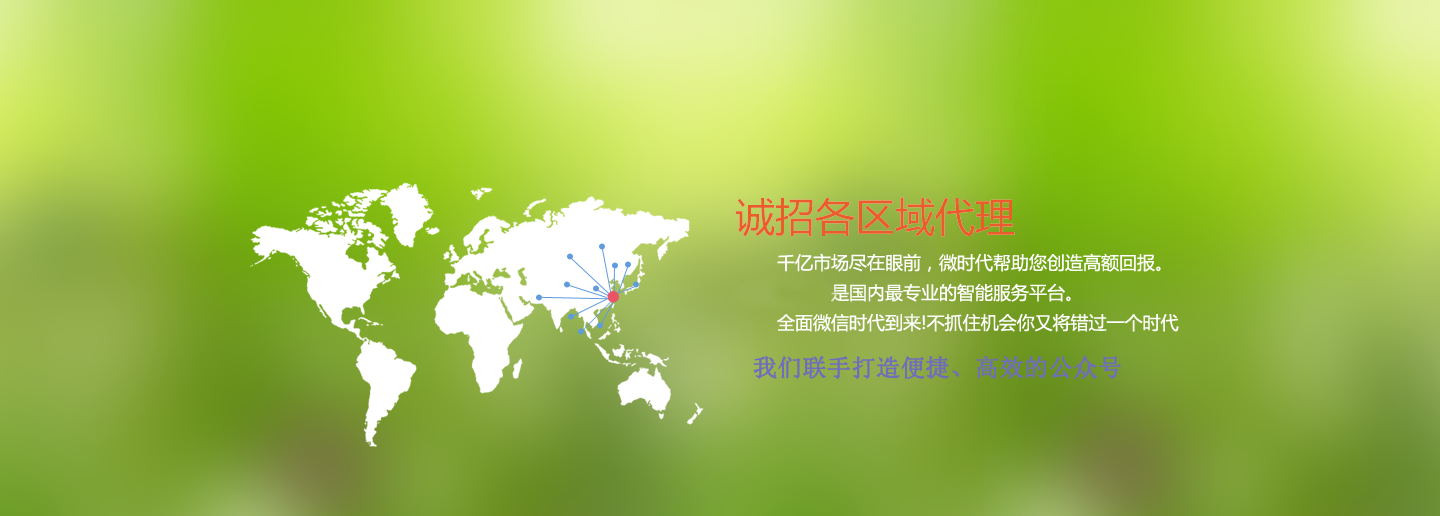 诚招各区域代理
千亿市场尽在眼前，微时代帮助您创造高额回报。
是国内最专业的智能服务平台。
全面微信时代到来!不抓住机会你又将错过一个时代
我们联手打造便捷、高效的公众号